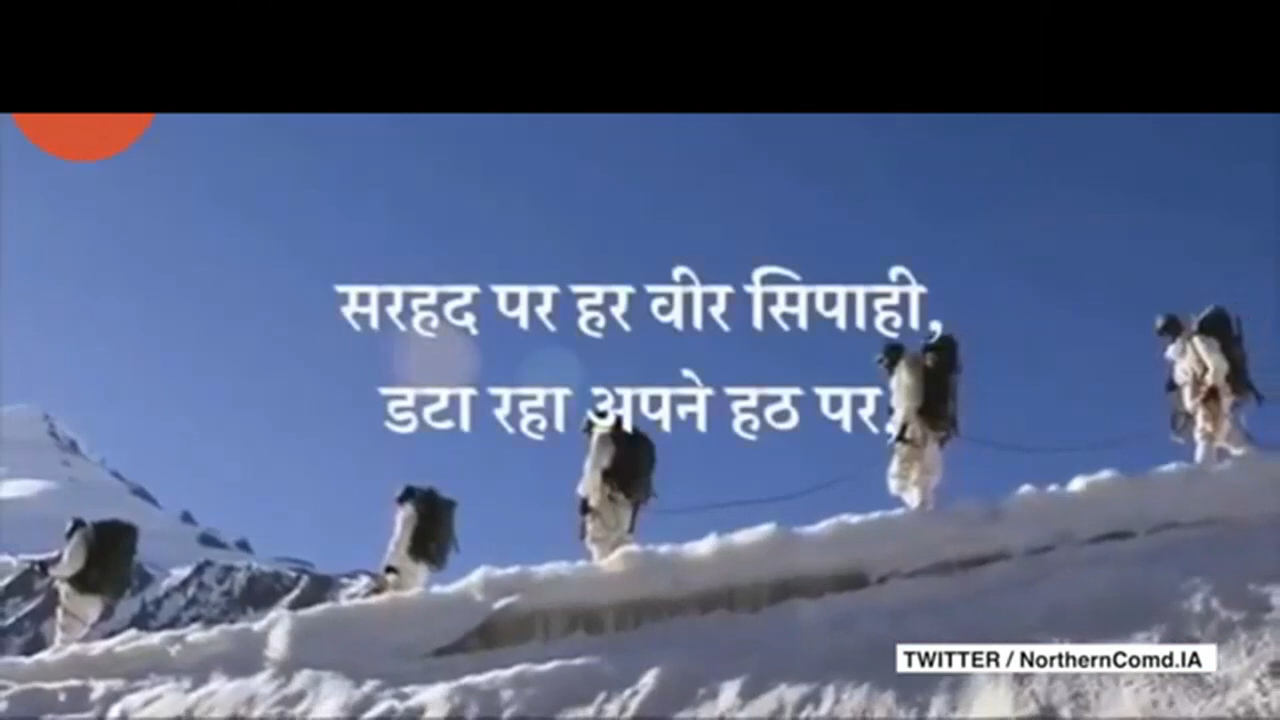 सरहद पर हर वीर सिपाही,
डटा रहा अपने हठ पर,
TWITTER / NorthernComd.IA